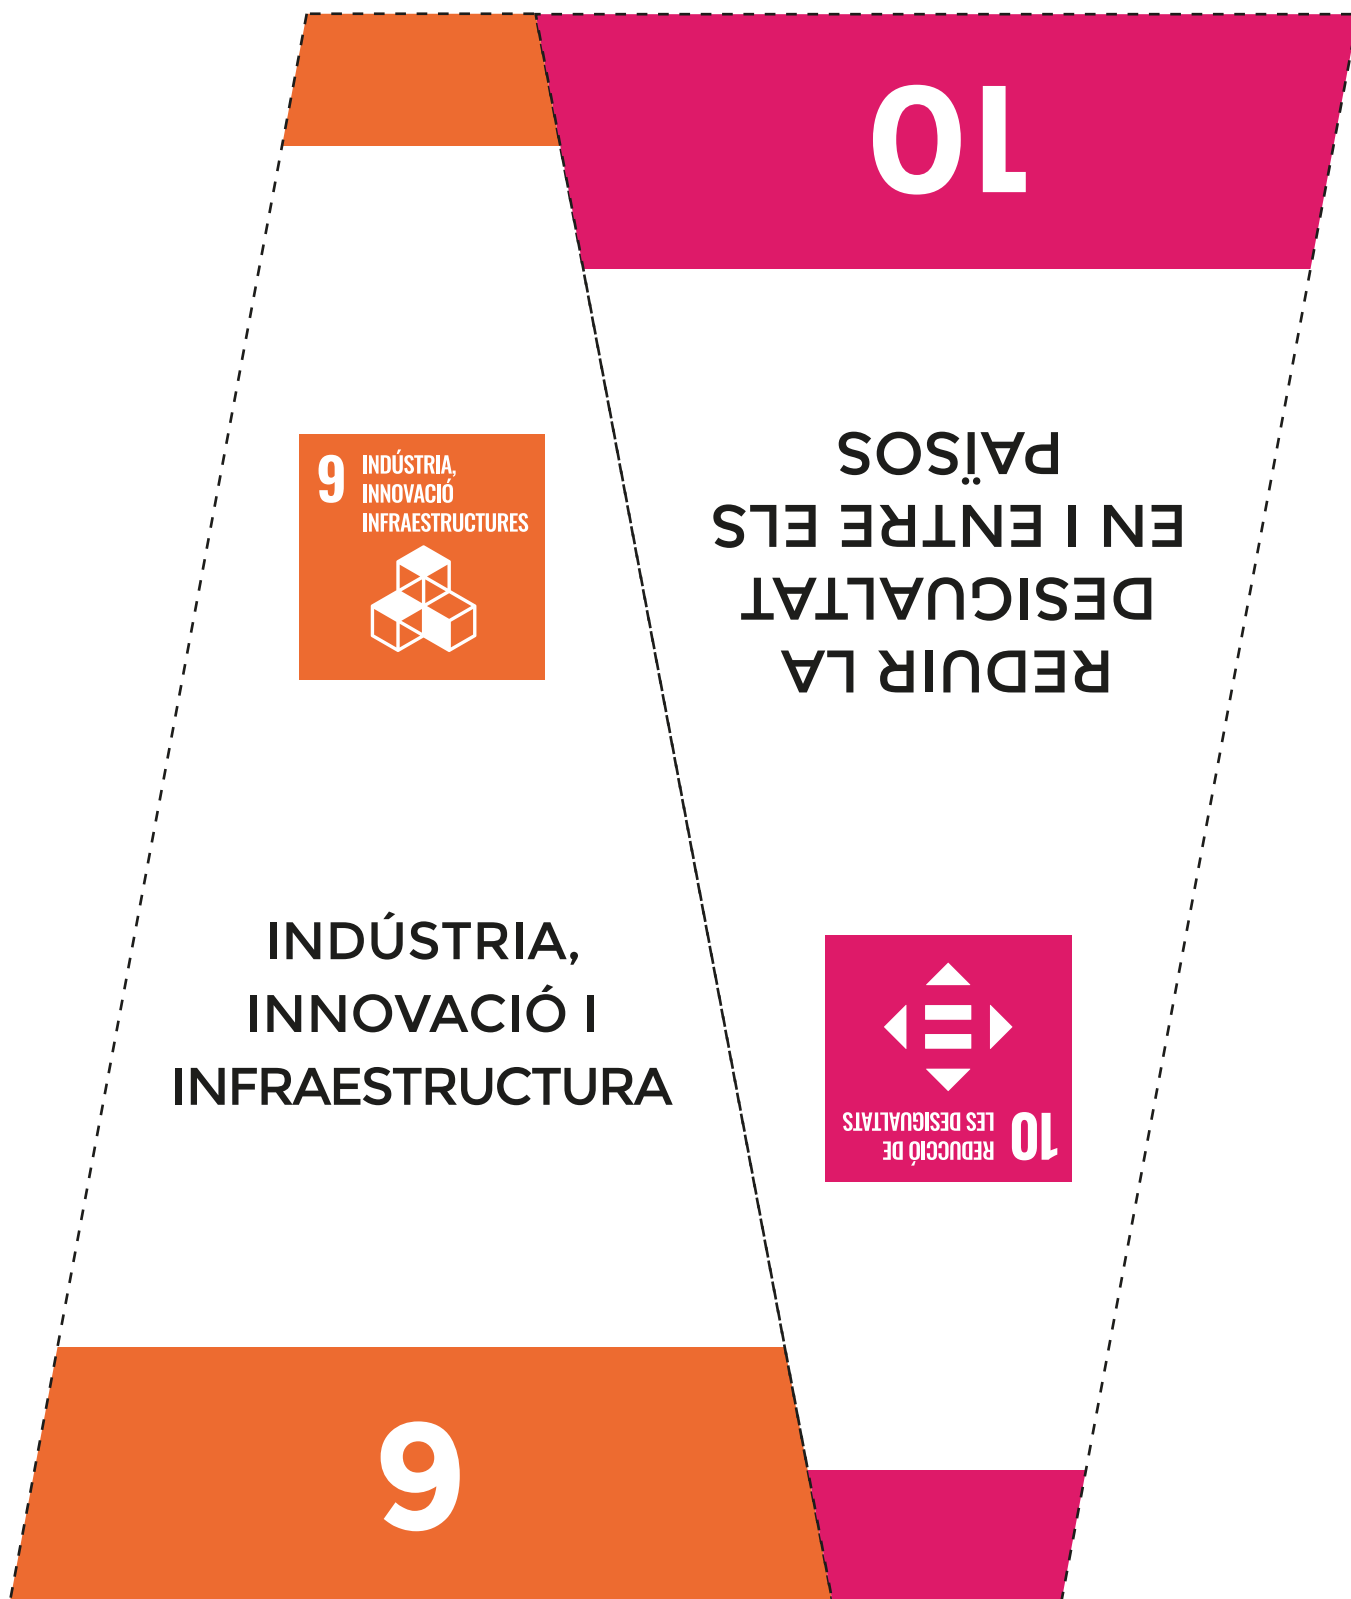 9
INDÚSTRIA,
INNOVACIÓ
INFRAESTRUCTURES
INDÚSTRIA,
INNOVACIÓ I
INFRAESTRUCTURA
9
10
REDUCCIÓ DE
LES DESIGUALTATS
REDUIR LA
DESIGUALTAT
EN I ENTRE ELS
PAÏSOS
10